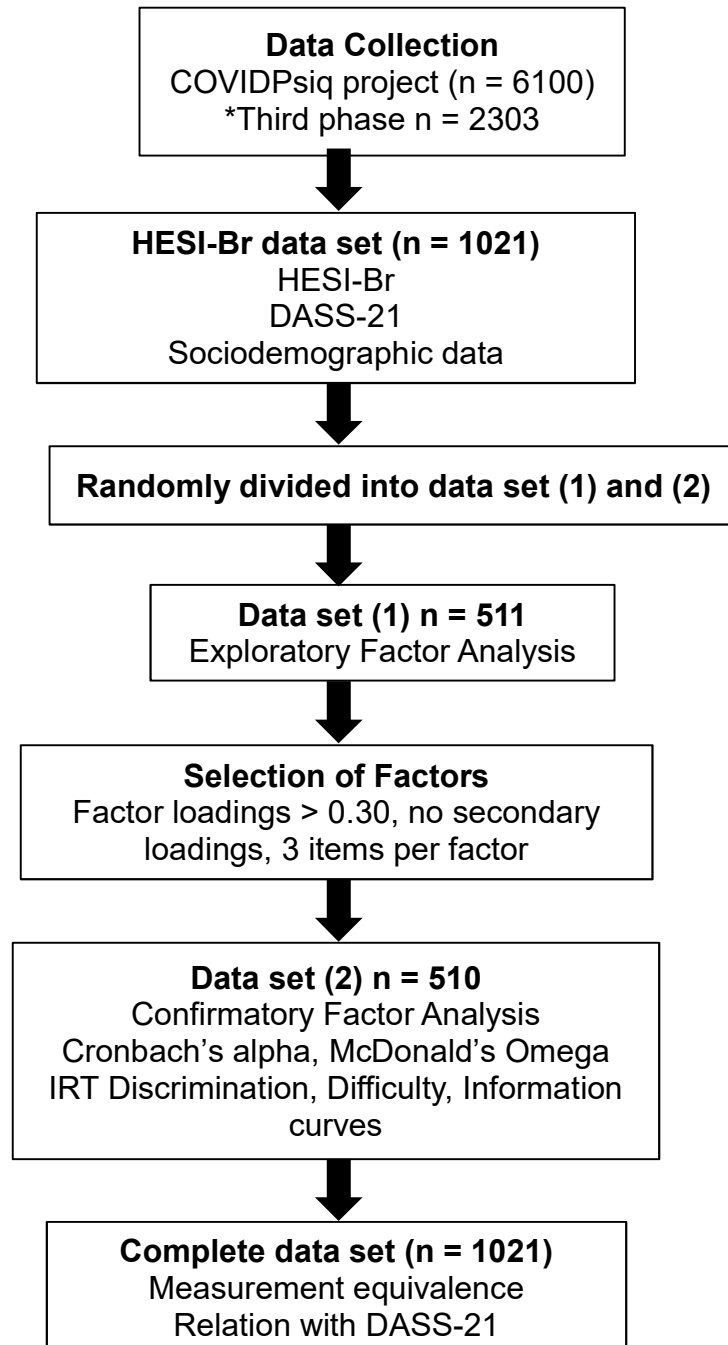 Data Collection
COVIDPsiq project (n = 6100)
*Third phase n = 2303
HESI-Br data set (n = 1021)
HESI-Br
DASS-21
Sociodemographic data
Randomly divided into data set (1) and (2)
Data set (1) n = 511
Exploratory Factor Analysis
Selection of Factors
Factor loadings > 0.30, no secondary
loadings, 3 items per factor
Data set (2) n = 510
Confirmatory Factor Analysis
Cronbach’s alpha, McDonald’s Omega
IRT Discrimination, Difficulty, Information
curves
Complete data set (n = 1021)
Measurement equivalence
Relation with DASS-21